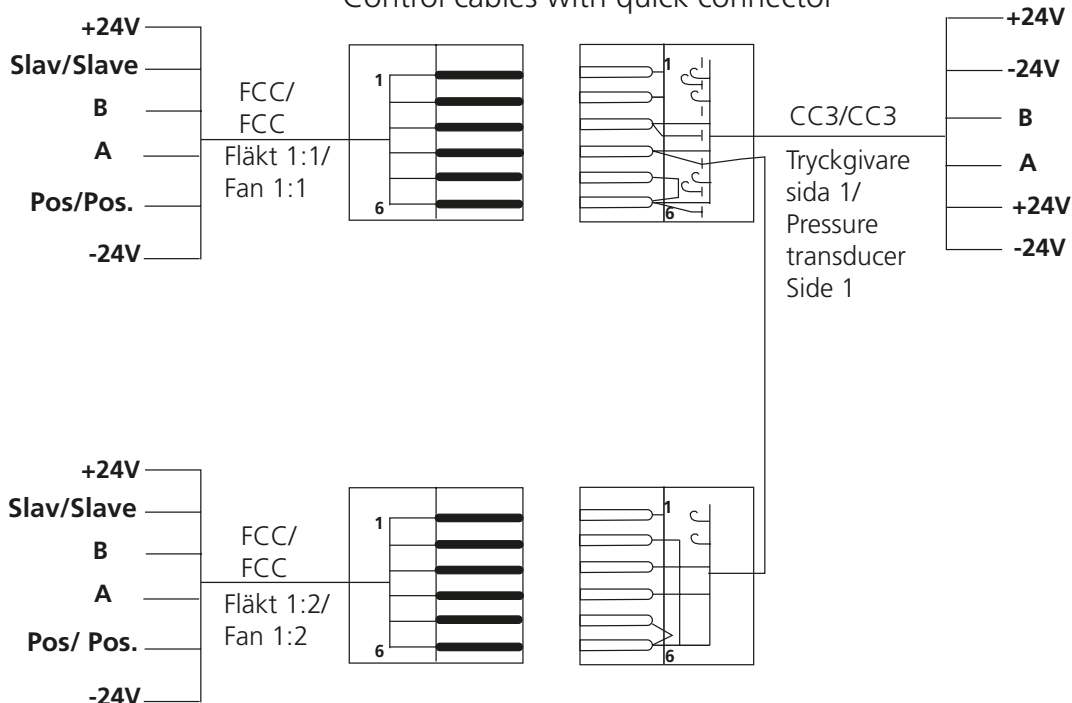 Control cables with quick connector
+24V
Slav/Slave
B
A
Pos/Pos.
-24V
FCC/
FCC
Fläkt 1:1/
Fan 1:1
1
6
1
6
CC3/CC3
Tryckgivare
sida 1/
Pressure
transducer
Side 1
+24V
-24V
B
A
+24V
-24V
+24V
Slav/Slave
B
A
Pos/ Pos.
-24V
FCC/
FCC
Fläkt 1:2/
Fan 1:2
1
6
1
6